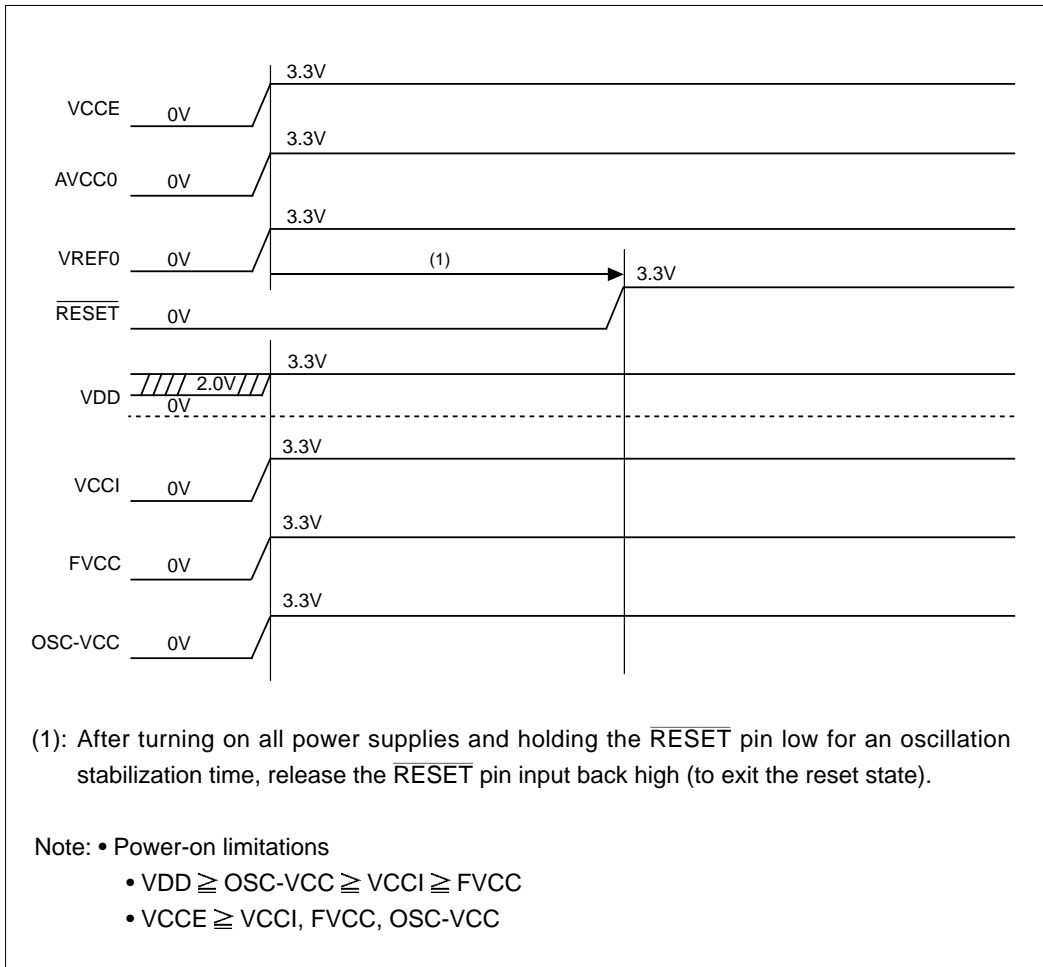 3.3V
VCCE 0V
3.3V
AVCC0 0V
3.3V
VREF0 0V
(1)
3.3V
RESET 0V
3.3V
VDD 2.0V
0V
3.3V
VCCI 0V
3.3V
FVCC 0V
3.3V
OSC-VCC 0V
(1): After turning on all power supplies and holding the RESET pin low for an oscillation
stabilization time, release the RESET pin input back high (to exit the reset state).
Note: • Power-on limitations
• VDD ≧ OSC-VCC ≧ VCCI ≧ FVCC
• VCCE ≧ VCCI, FVCC, OSC-VCC